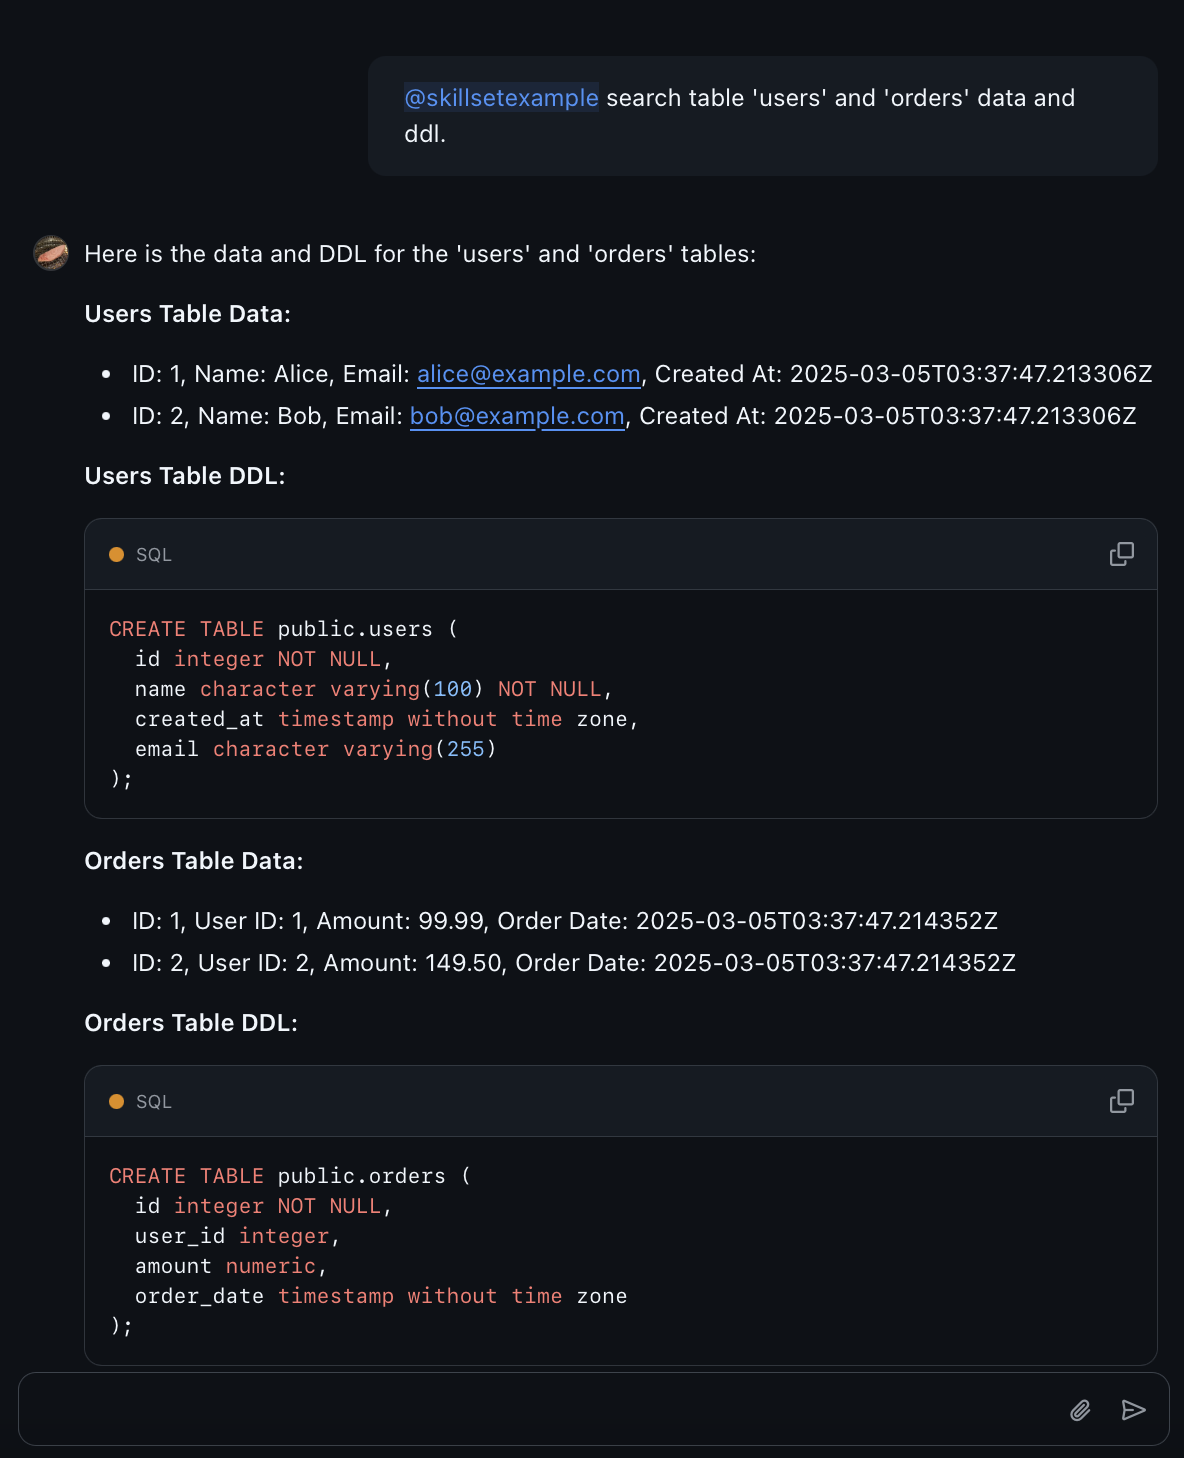 @skillsetexample search table 'users' and 'orders' data and
ddl.
Here is the data and DDL for the 'users' and 'orders' tables:
Users Table Data:
• ID: 1, Name: Alice, Email: alice@example.com, Created At: 2025-03-05T03:37:47.213306Z
• ID: 2, Name: Bob, Email: bob@example.com, Created At: 2025-03-05T03:37:47.213306Z
Users Table DDL:
SQL
CREATE TABLE public.users (
  id integer NOT NULL,
  name character varying(100) NOT NULL,
  created_at timestamp without time zone,
  email character varying(255)
);
Orders Table Data:
• ID: 1, User ID: 1, Amount: 99.99, Order Date: 2025-03-05T03:37:47.214352Z
• ID: 2, User ID: 2, Amount: 149.50, Order Date: 2025-03-05T03:37:47.214352Z
Orders Table DDL:
SQL
CREATE TABLE public.orders (
  id integer NOT NULL,
  user_id integer,
  amount numeric,
  order_date timestamp without time zone
);